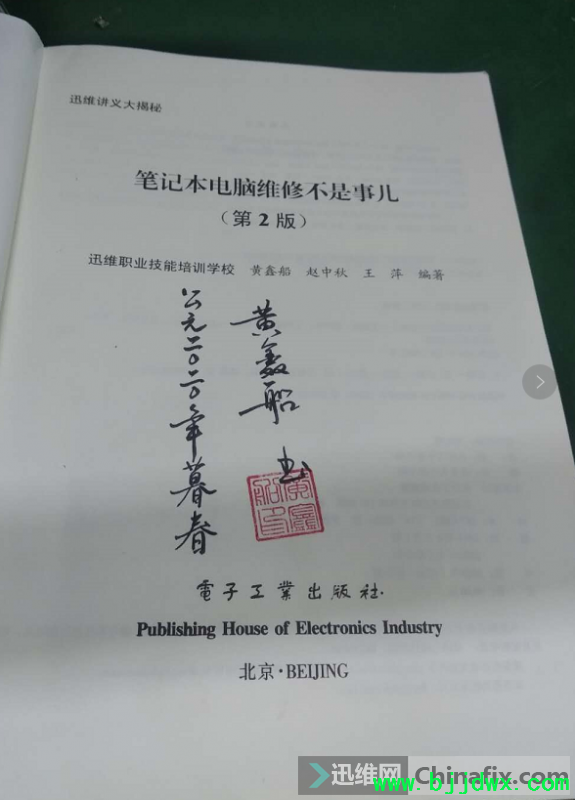 迅维讲义大揭秘
笔记本电脑维修不是事儿
（第 2 版）
迅维职业技能培训学校 黄鑫船 赵中秋 王 萍 编著
黄鑫船
公元二〇二〇年暮春
黄鑫船印
電子工業出版社
Publishing House of Electronics Industry
北京·BEIJING
迅维网 Chinafix.com
www.bjjdwx.com